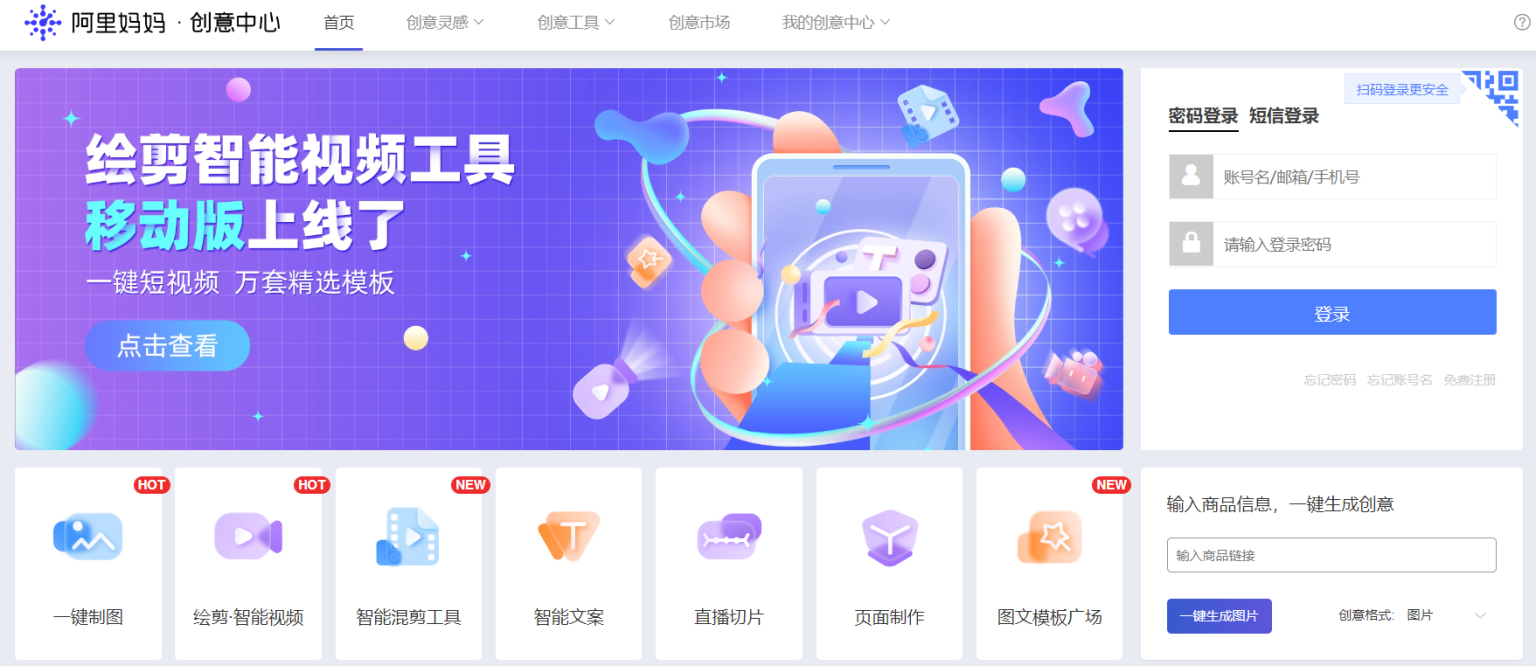 阿里妈妈 · 创意中心
首页
创意灵感
创意工具
创意市场
我的创意中心
绘剪智能视频工具
移动版上线了
一键短视频 万套精选模板
点击查看
扫码登录更安全
密码登录 短信登录
账号名/邮箱/手机号
请输入登录密码
登录
忘记密码 忘记账号名 免费注册
HOT
一键制图
HOT
绘剪·智能视频
NEW
智能混剪工具
智能文案
直播切片
页面制作
NEW
图文模板广场
输入商品信息，一键生成创意
输入商品链接
一键生成图片
创意格式: 图片